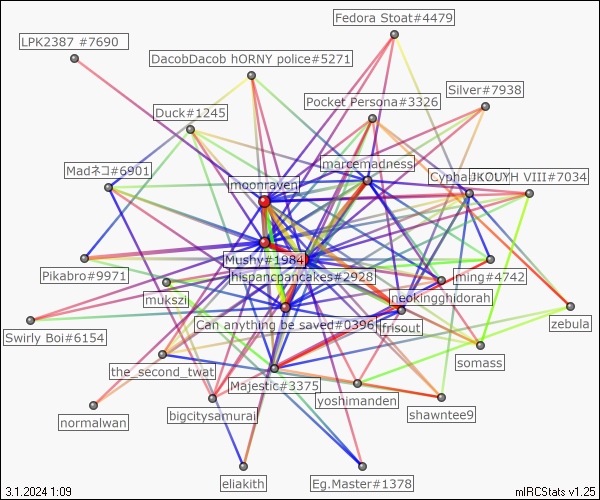 Fedora Stoat#4479
LPK2387 #7690
DacobDacob hORNY police#5271
Silver#7938
Pocket Persona#3326
Duck#1245
marcemadness
Madネコ#6901
Cypha
JKOUYH VIII#7034
moonraven
Mushy#1984
Pikabro#9971
hispancpancakes#2928
ming#4742
mukszi
neokingghidorah
Can anything be saved#0396
ifrisout
zebula
Swirly Boi#6154
somass
the_second_twat
Majestic#3375
yoshimanden
bigcitysamurai
shawntee9
normalwan
eliakith
Eg.Master#1378
3.1.2024 1:09
mIRCStats v1.25